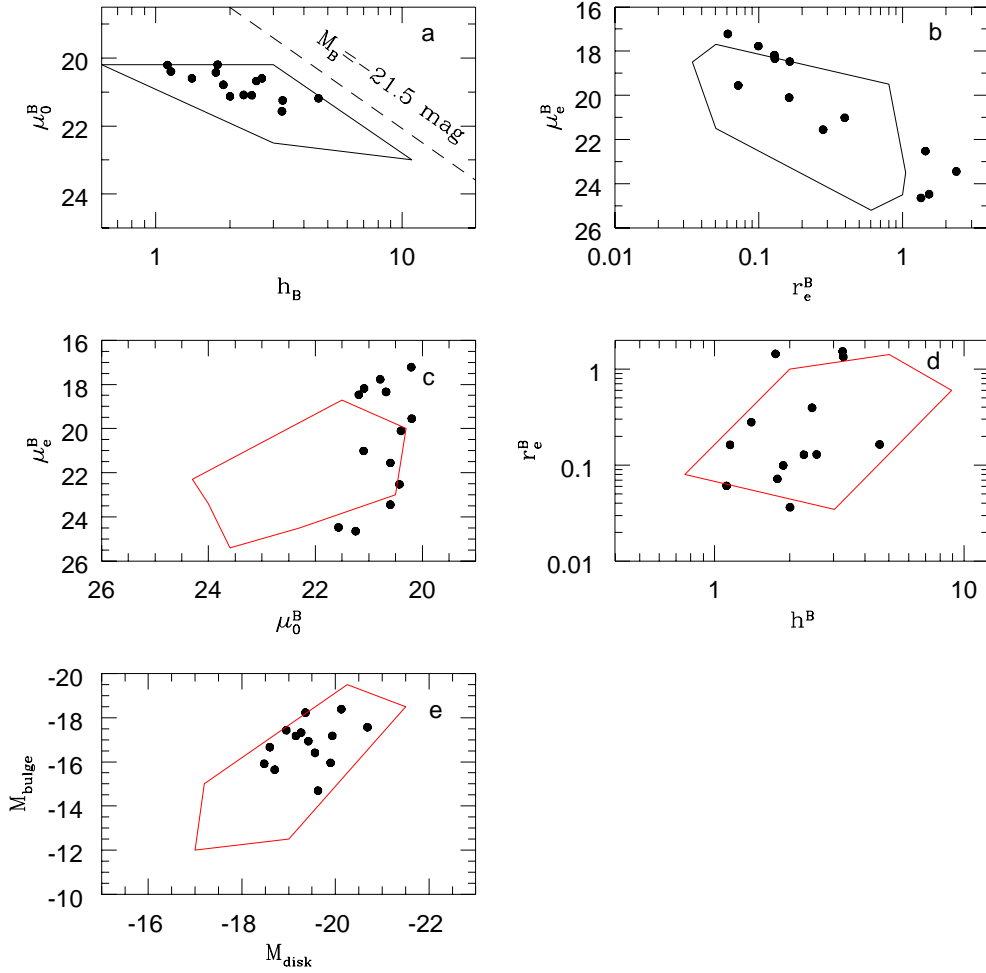 a
M_B=-21.5 mag
20
22
24
μ_0^B
1
10
h_B
b
16
18
20
22
24
26
μ_e^B
0.01
0.1
1
r_e^B
c
16
18
20
22
24
26
μ_e^B
26
24
22
20
μ_0^B
d
1
0.1
0.01
r_e^B
1
10
h^B
e
-20
-18
-16
-14
-12
-10
M_bulge
-16
-18
-20
-22
M_disk